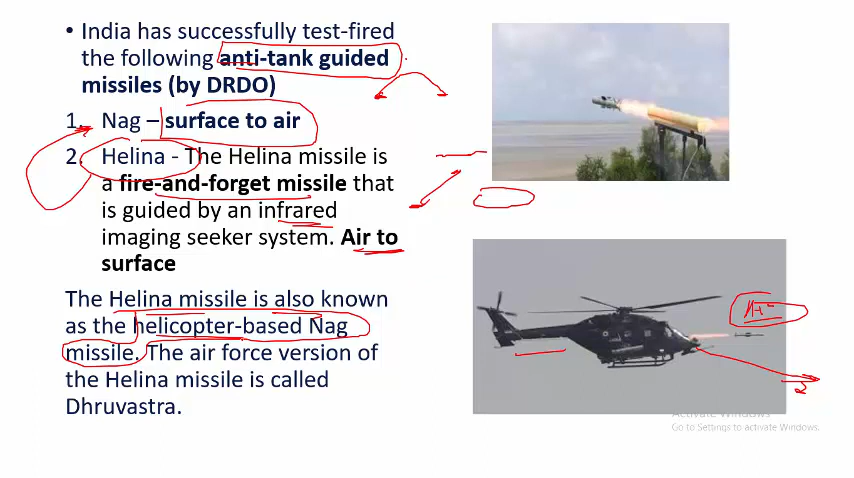 • India has successfully test-fired
the following anti-tank guided
missiles (by DRDO)
1. Nag – surface to air
2. Helina - The Helina missile is
a fire-and-forget missile that
is guided by an infrared
imaging seeker system. Air to
surface
The Helina missile is also known
as the helicopter-based Nag
missile. The air force version of
the Helina missile is called
Dhruvastra.
Activate Windows
Go to Settings to activate Windows.